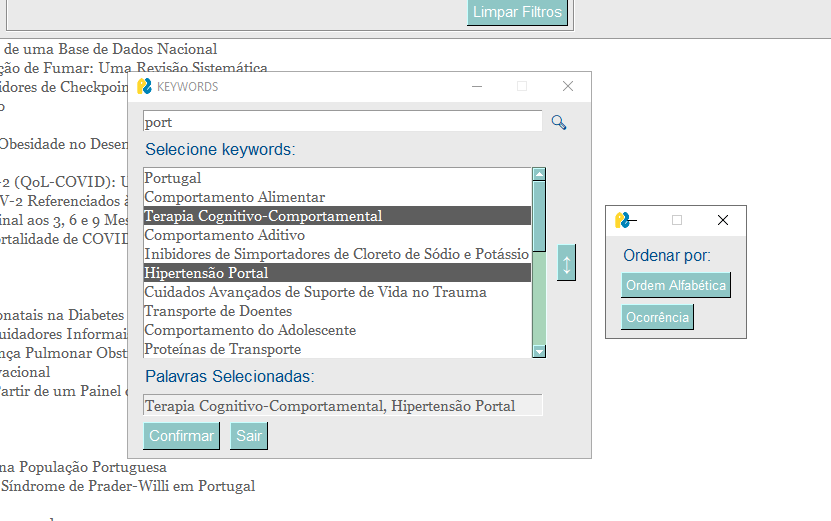 Limpar Filtros
de uma Base de Dados Nacional
ção de Fumar: Uma Revisão Sistemática
idores de Checkpoin
o
Obesidade no Desen
-2 (QoL-COVID): U
V-2 Referenciados à
inal aos 3, 6 e 9 Mes
ortalidade de COVID
onatais na Diabetes
uidadores Informais
nça Pulmonar Obst
vacional
Partir de um Painel d
na População Portuguesa
Síndrome de Prader-Willi em Portugal
KEYWORDS
port
Selecione keywords:
Portugal
Comportamento Alimentar
Terapia Cognitivo-Comportamental
Comportamento Aditivo
Inibidores de Simportadores de Cloreto de Sódio e Potássio
Hipertensão Portal
Cuidados Avançados de Suporte de Vida no Trauma
Transporte de Doentes
Comportamento do Adolescente
Proteínas de Transporte
Palavras Selecionadas:
Terapia Cognitivo-Comportamental, Hipertensão Portal
Confirmar Sair
Ordenar por:
Ordem Alfabética
Ocorrência